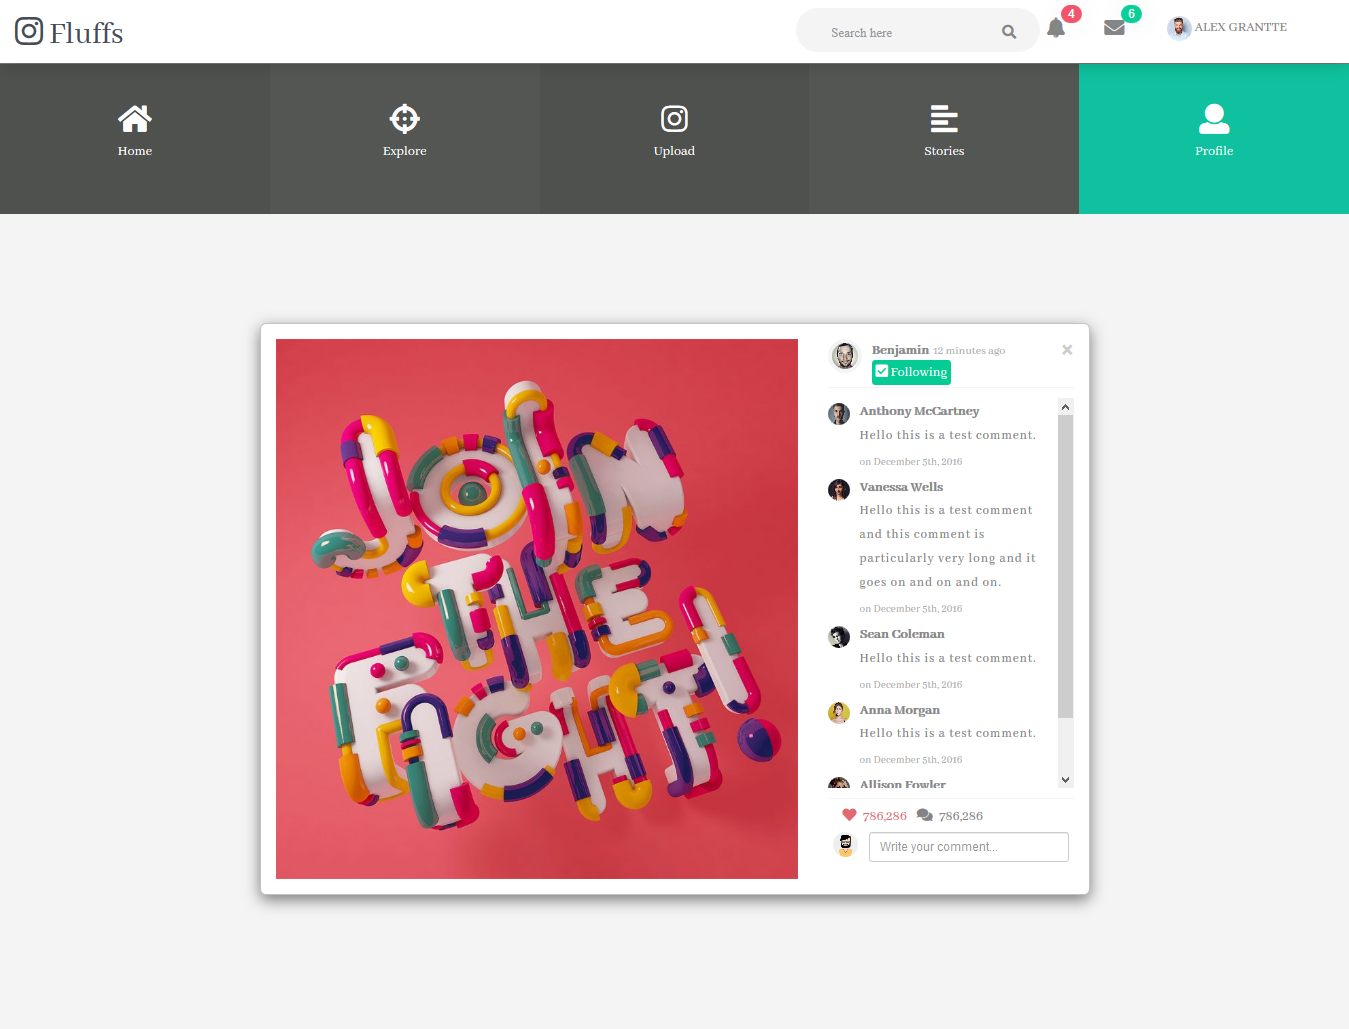 Fluffs
Search here
4
6
ALEX GRANTTE
Home
Explore
Upload
Stories
Profile
JOIN
THE
FIGHT!
Benjamin 12 minutes ago
×
Following
Anthony McCartney
Hello this is a test comment.
on December 5th, 2016
Vanessa Wells
Hello this is a test comment
and this comment is
particularly very long and it
goes on and on and on.
on December 5th, 2016
Sean Coleman
Hello this is a test comment.
on December 5th, 2016
Anna Morgan
Hello this is a test comment.
on December 5th, 2016
Allison Fowler
786,286 786,286
Write your comment...